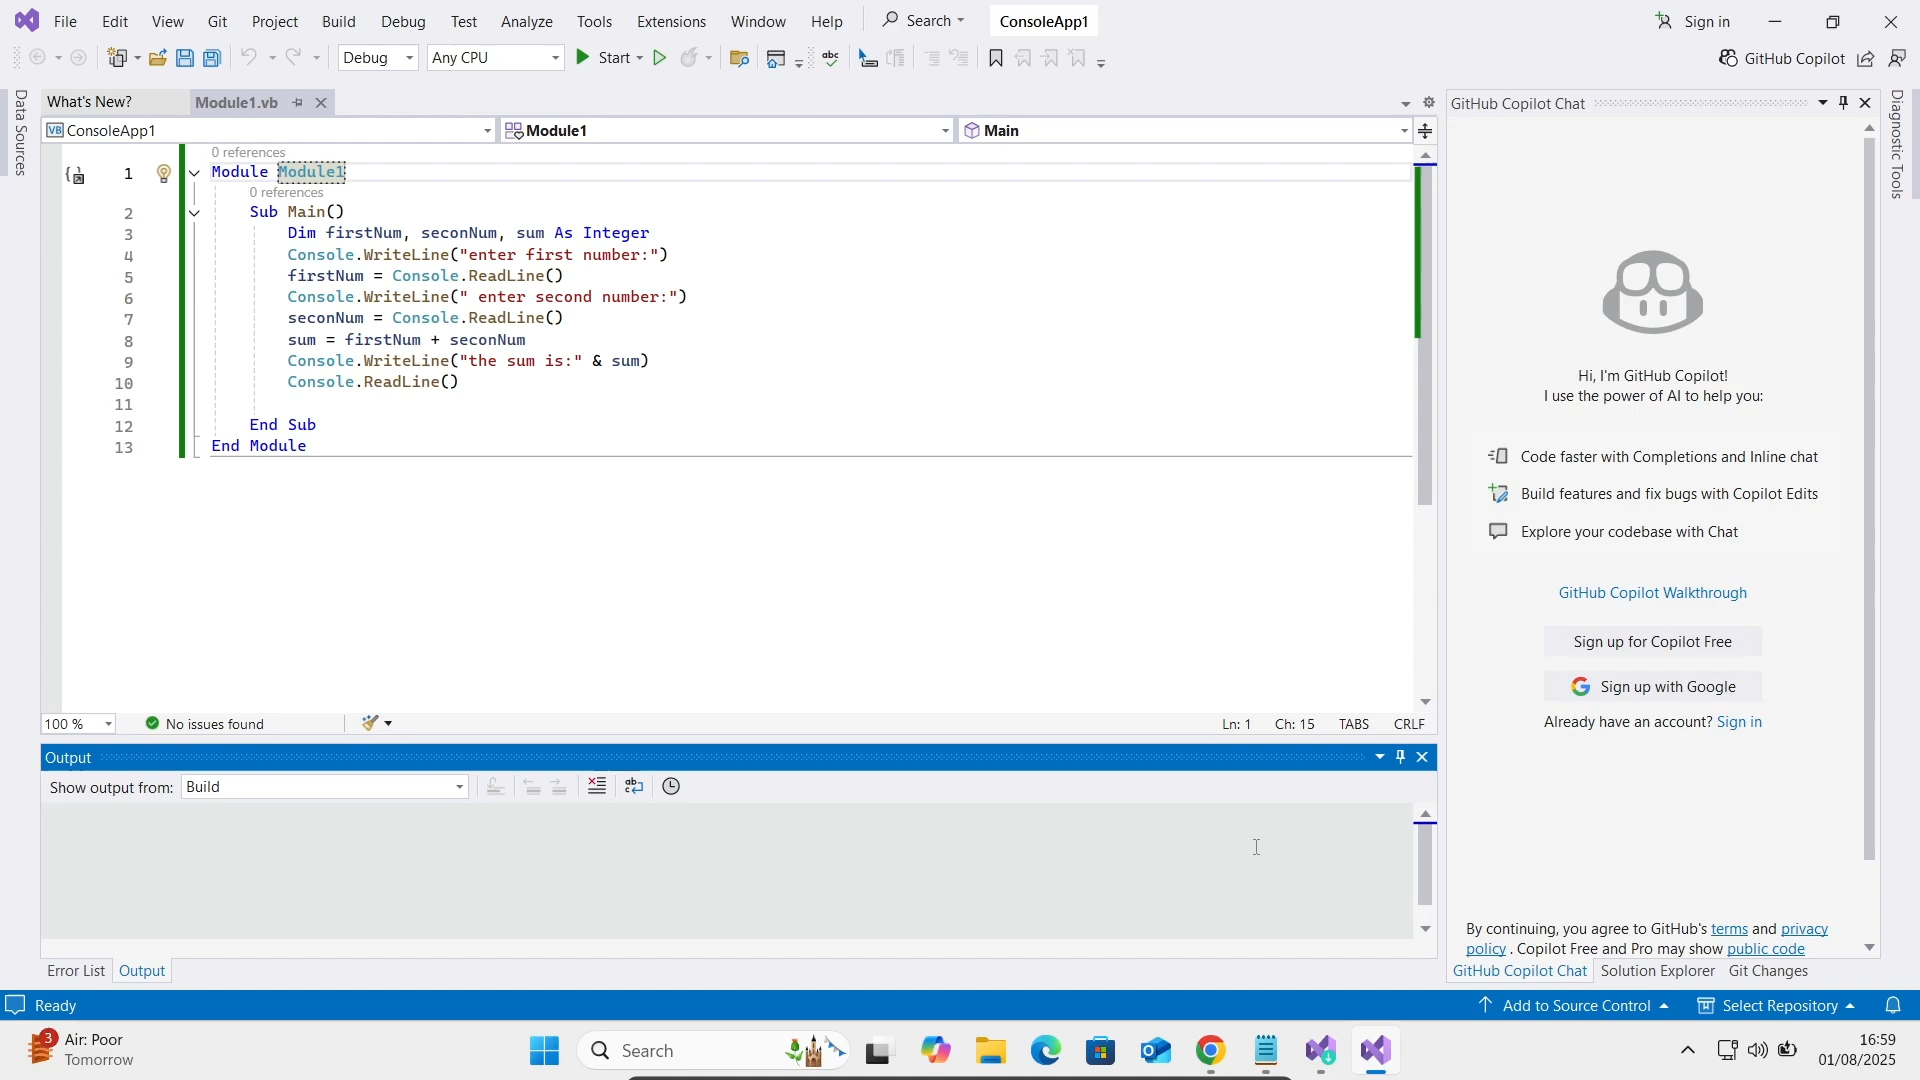 File Edit View Git Project Build Debug Test Analyze Tools Extensions Window Help Search ConsoleApp1 Sign in
Debug Any CPU Start GitHub Copilot
What's New? Module1.vb
ConsoleApp1 Module1 Main
0 references
1 Module Module1
0 references
2 Sub Main()
3 Dim firstNum, seconNum, sum As Integer
4 Console.WriteLine("enter first number:")
5 firstNum = Console.ReadLine()
6 Console.WriteLine(" enter second number:")
7 seconNum = Console.ReadLine()
8 sum = firstNum + seconNum
9 Console.WriteLine("the sum is:" & sum)
10 Console.ReadLine()
11
12 End Sub
13 End Module
100 % No issues found Ln: 1 Ch: 15 TABS CRLF
Output
Show output from: Build
Error List Output
Data Sources
GitHub Copilot Chat
Hi, I'm GitHub Copilot!
I use the power of AI to help you:
Code faster with Completions and Inline chat
Build features and fix bugs with Copilot Edits
Explore your codebase with Chat
GitHub Copilot Walkthrough
Sign up for Copilot Free
Sign up with Google
Already have an account? Sign in
By continuing, you agree to GitHub's terms and privacy
policy . Copilot Free and Pro may show public code
GitHub Copilot Chat Solution Explorer Git Changes
Diagnostic Tools
Ready Add to Source Control Select Repository
3 Air: Poor
Tomorrow
Search
16:59
01/08/2025